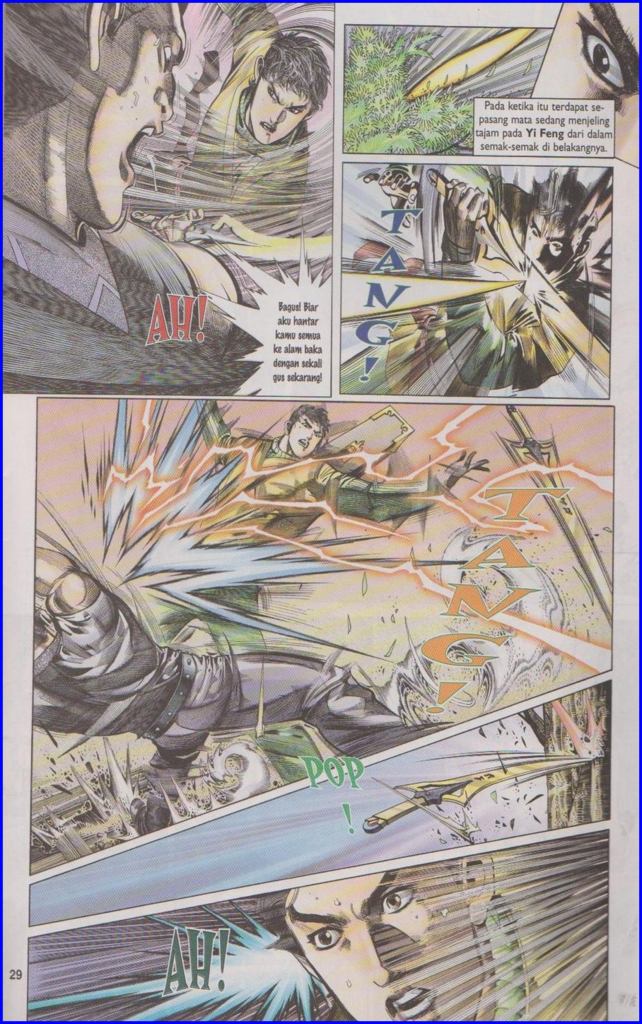 AH!
Bagus! Biar
aku hantar
kamu semua
ke alam baka
dengan sekali
gus sekarang!
Pada ketika itu terdapat se-
pasang mata sedang menjeling
tajam pada Yi Feng dari dalam
semak-semak di belakangnya.
TANG!
TANG!
POP
!
AH!
29